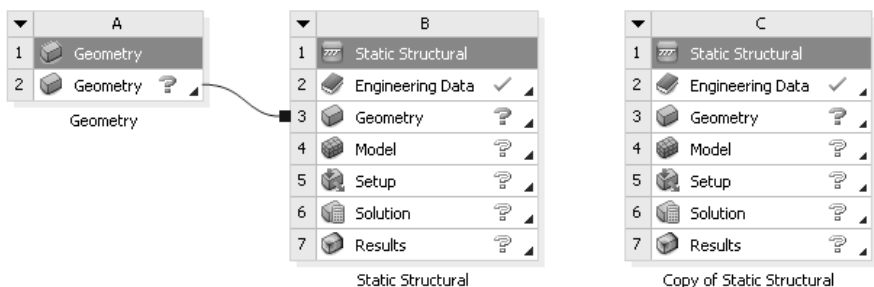 A
1 Geometry
2 Geometry ?
Geometry
B
1 Static Structural
2 Engineering Data ✓
3 Geometry ?
4 Model ?
5 Setup ?
6 Solution ?
7 Results ?
Static Structural
C
1 Static Structural
2 Engineering Data ✓
3 Geometry ?
4 Model ?
5 Setup ?
6 Solution ?
7 Results ?
Copy of Static Structural